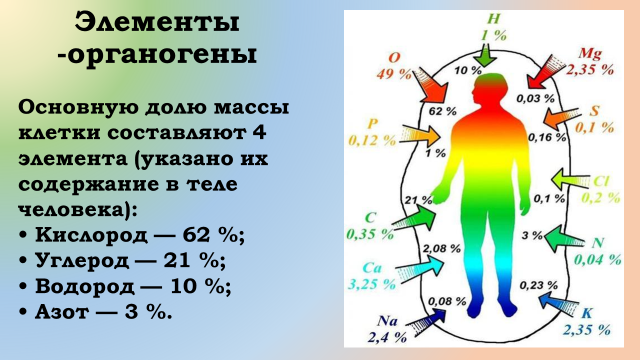 Элементы
-органогены
Основную долю массы
клетки составляют 4
элемента (указано их
содержание в теле
человека):
• Кислород — 62 %;
• Углерод — 21 %;
• Водород — 10 %;
• Азот — 3 %.
H
1 %
10 %
O
49 %
62 %
Mg
2,35 %
0,03 %
P
0,12 %
1 %
S
0,1 %
0,16 %
Cl
0,2 %
0,1 %
21 %
C
0,35 %
3 %
N
0,04 %
2,08 %
Ca
3,25 %
0,23 %
K
2,35 %
0,08 %
Na
2,4 %